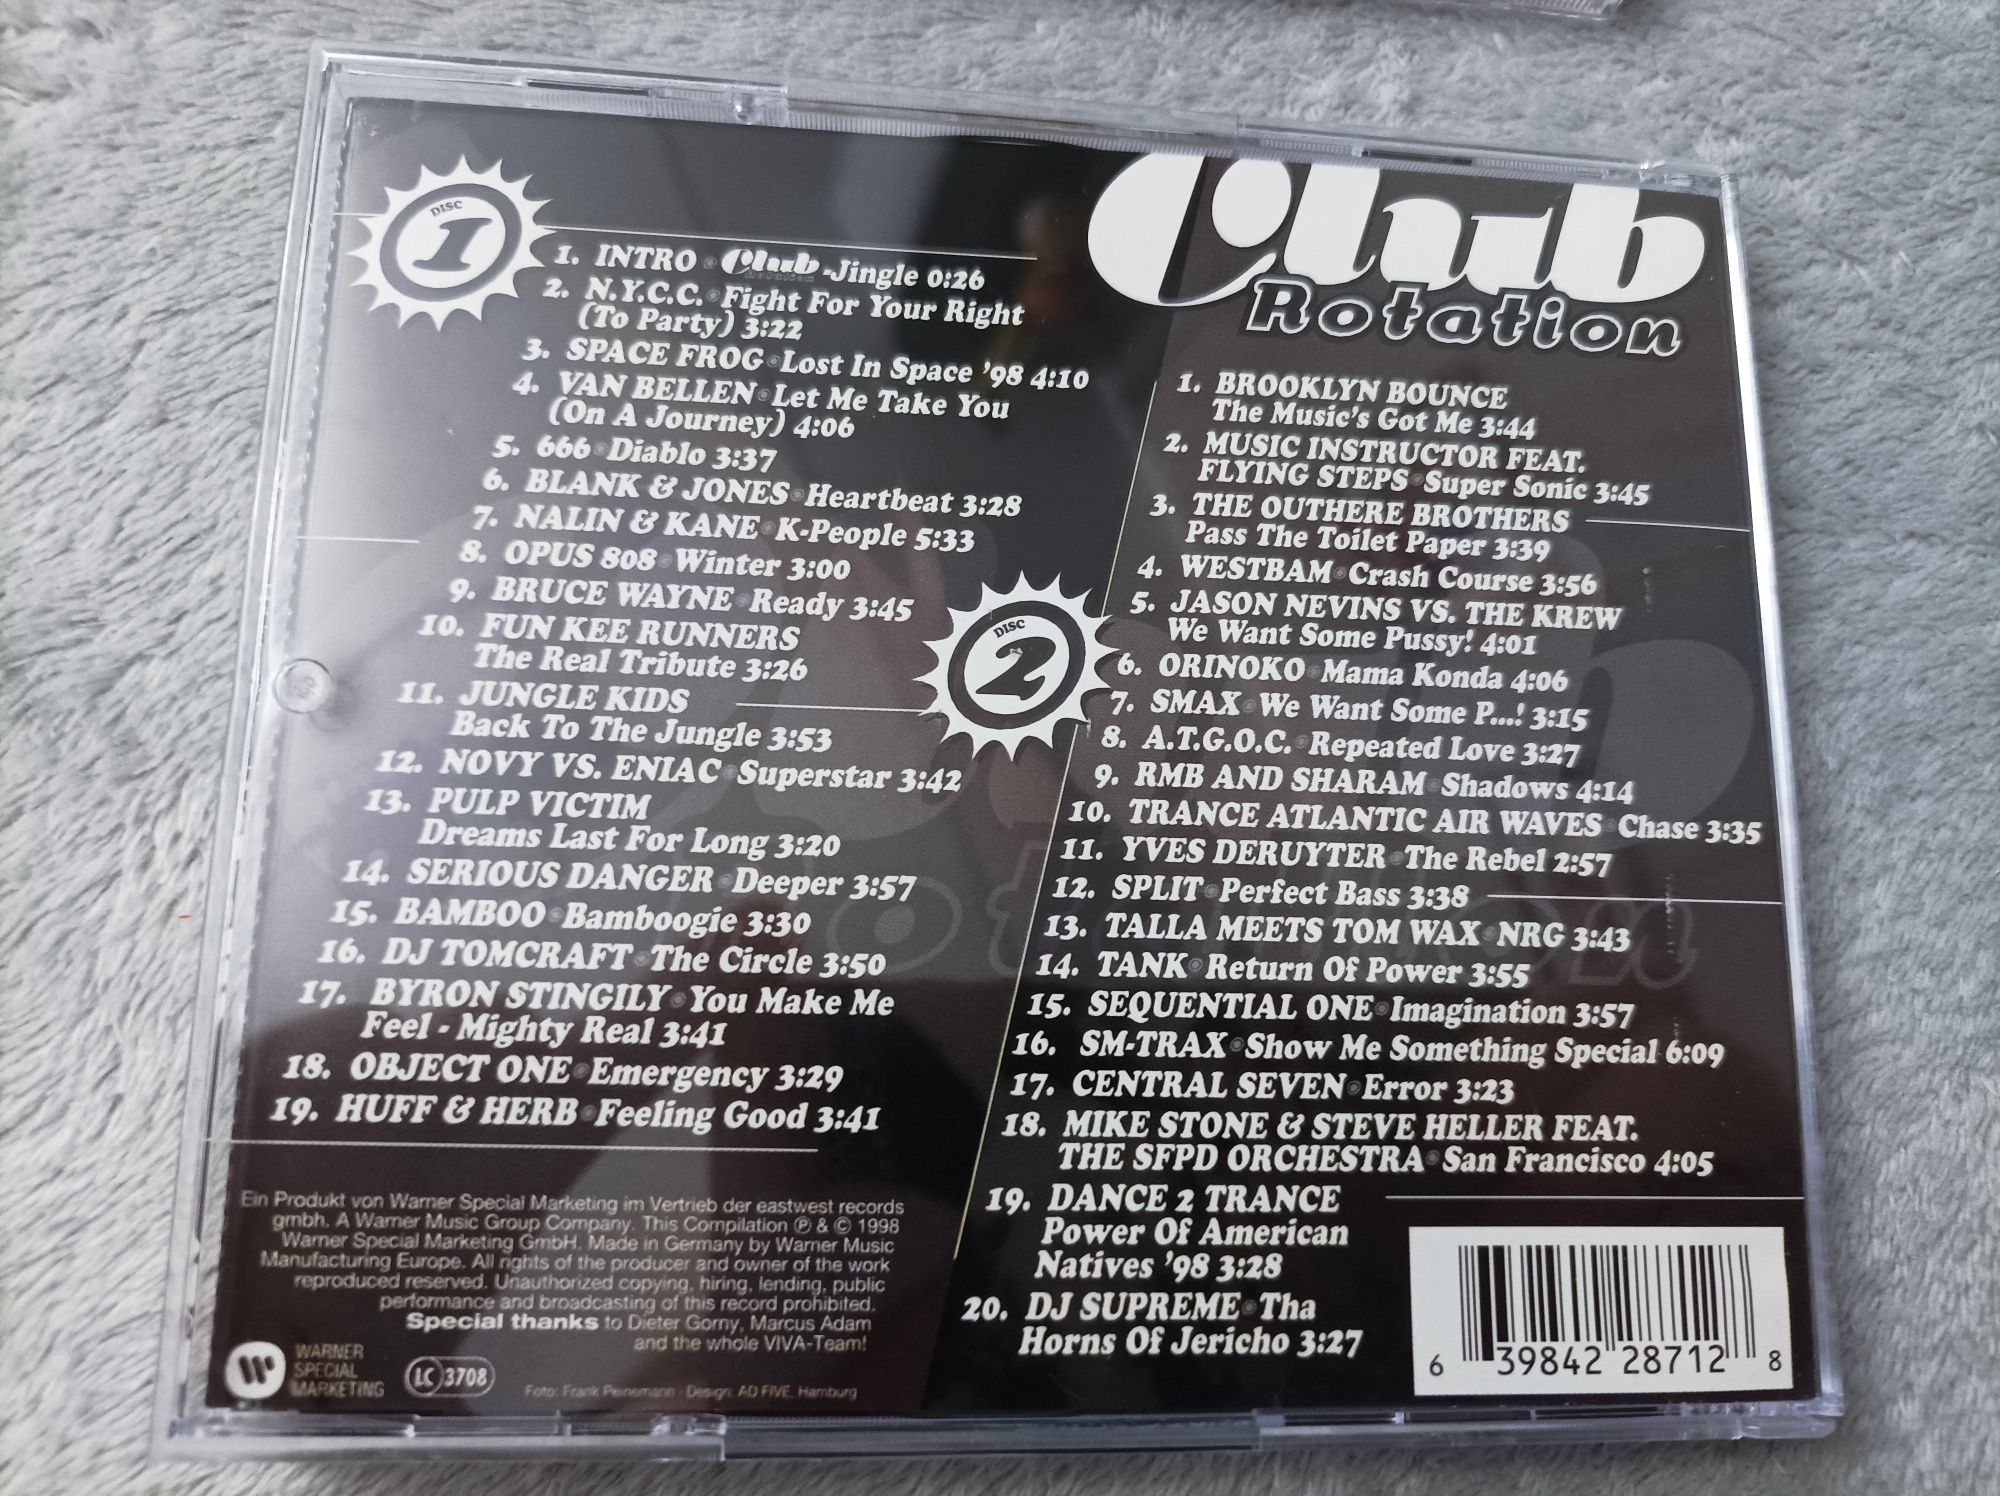 DISC
1
1. INTRO • Club Rotation -Jingle 0:26
2. N.Y.C.C. • Fight For Your Right
(To Party) 3:22
3. SPACE FROG • Lost In Space '98 4:10
4. VAN BELLEN • Let Me Take You
(On A Journey) 4:06
5. 666 • Diablo 3:37
6. BLANK & JONES • Heartbeat 3:28
7. NALIN & KANE • K-People 5:33
8. OPUS 808 • Winter 3:00
9. BRUCE WAYNE • Ready 3:45
10. FUN KEE RUNNERS
The Real Tribute 3:26
11. JUNGLE KIDS
Back To The Jungle 3:53
12. NOVY VS. ENIAC • Superstar 3:42
13. PULP VICTIM
Dreams Last For Long 3:20
14. SERIOUS DANGER • Deeper 3:57
15. BAMBOO • Bamboogie 3:30
16. DJ TOMCRAFT • The Circle 3:50
17. BYRON STINGILY • You Make Me
Feel - Mighty Real 3:41
18. OBJECT ONE • Emergency 3:29
19. HUFF & HERB • Feeling Good 3:41
Club
Rotation
DISC
2
1. BROOKLYN BOUNCE
The Music's Got Me 3:44
2. MUSIC INSTRUCTOR FEAT.
FLYING STEPS • Super Sonic 3:45
3. THE OUTHERE BROTHERS
Pass The Toilet Paper 3:39
4. WESTBAM • Crash Course 3:56
5. JASON NEVINS VS. THE KREW
We Want Some Pussy! 4:01
6. ORINOKO • Mama Konda 4:06
7. SMAX • We Want Some P...! 3:15
8. A.T.G.O.C. • Repeated Love 3:27
9. RMB AND SHARAM • Shadows 4:14
10. TRANCE ATLANTIC AIR WAVES • Chase 3:35
11. YVES DERUYTER • The Rebel 2:57
12. SPLIT • Perfect Bass 3:38
13. TALLA MEETS TOM WAX • NRG 3:43
14. TANK • Return Of Power 3:55
15. SEQUENTIAL ONE • Imagination 3:57
16. SM-TRAX • Show Me Something Special 6:09
17. CENTRAL SEVEN • Error 3:23
18. MIKE STONE & STEVE HELLER FEAT.
THE SFPD ORCHESTRA • San Francisco 4:05
19. DANCE 2 TRANCE
Power Of American
Natives '98 3:28
20. DJ SUPREME • Tha
Horns Of Jericho 3:27
Ein Produkt von Warner Special Marketing im Vertrieb der eastwest records
gmbh. A Warner Music Group Company. This Compilation ℗ & © 1998
Warner Special Marketing GmbH. Made in Germany by Warner Music
Manufacturing Europe. All rights of the producer and owner of the work
reproduced reserved. Unauthorized copying, hiring, lending, public
performance and broadcasting of this record prohibited.
Special thanks to Dieter Gorny, Marcus Adam
and the whole VIVA-Team!
WARNER
SPECIAL
MARKETING
LC 3708
Foto: Frank Peinemann - Design: AD FIVE, Hamburg
6 39842 28712 8